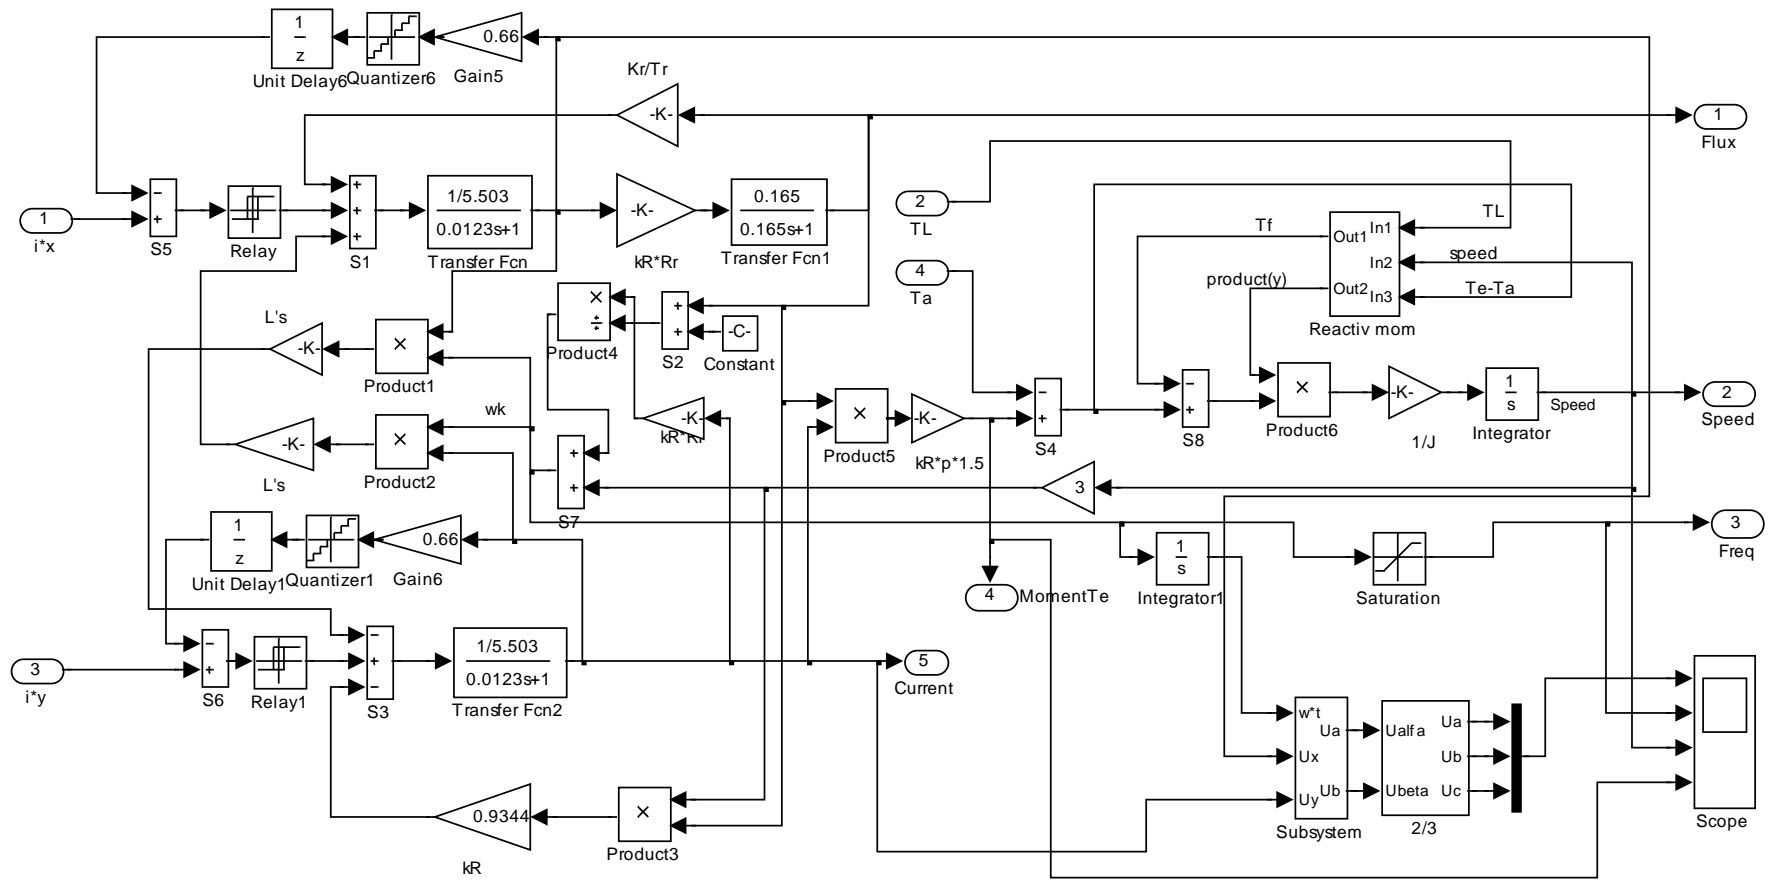 1
z
Unit Delay6
Quantizer6
0.66
Gain5
Kr/Tr
-K-
1
Flux
1
i*x
−
+
S5
Relay
+
+
+
S1
1/5.503
0.0123s+1
Transfer Fcn
-K-
kR*Rr
0.165
0.165s+1
Transfer Fcn1
2
TL
4
Ta
TL
Tf
Out1
In1
speed
In2
product(y)
Out2
In3
Te-Ta
Reactiv mom
L's
-K-
×
Product1
×
÷
Product4
+
+
S2
-C-
Constant
wk
-K-
L's
×
Product2
-K-
kR*Rr
+
+
S7
×
Product5
-K-
kR*p*1.5
−
+
S4
−
+
S8
×
Product6
-K-
1/J
1
s
Integrator
Speed
2
Speed
3
1
z
Unit Delay1
Quantizer1
0.66
Gain6
4
MomentTe
1
s
Integrator1
Saturation
3
Freq
3
i*y
−
+
S6
Relay1
−
+
−
S3
1/5.503
0.0123s+1
Transfer Fcn2
5
Current
0.9344
kR
×
Product3
w*t
Ua
Ux
Ub
Uy
Subsystem
Ualfa
Ua
Ub
Ubeta
Uc
2/3
Scope